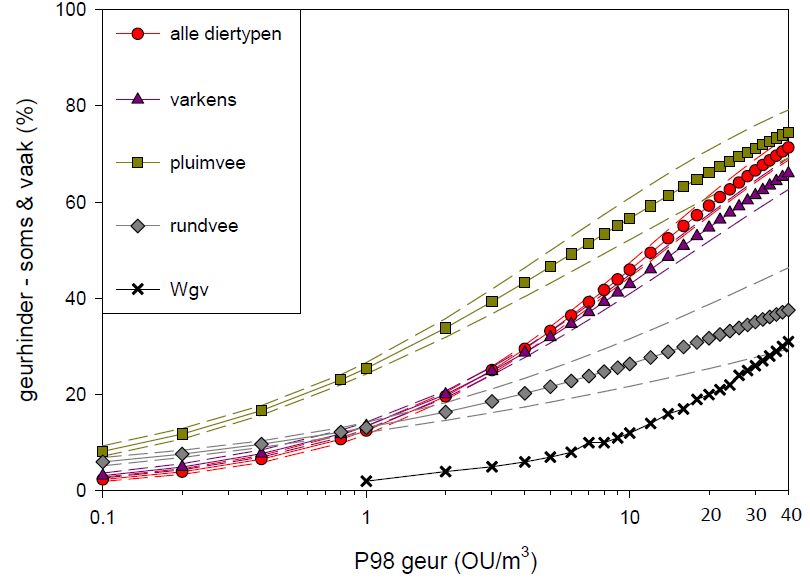 100
80
60
40
20
0
geurhinder - soms & vaak (%)
alle diertypen
varkens
pluimvee
rundvee
Wgv
0.1 1 10 20 30 40
P98 geur (OU/m³)